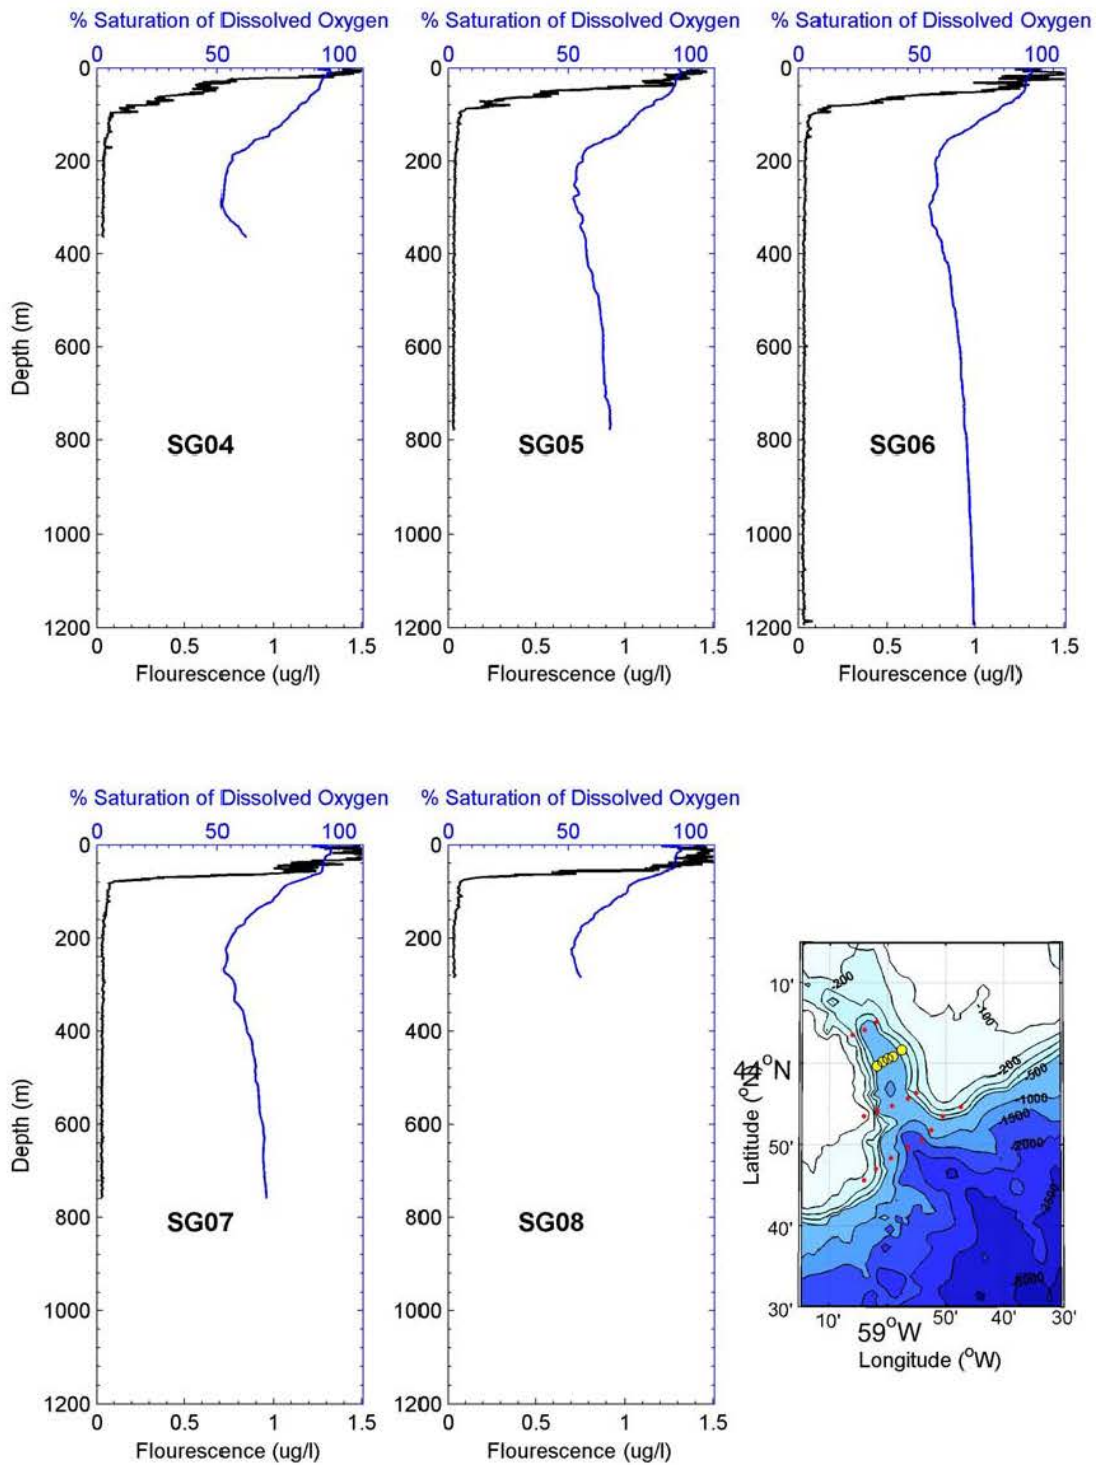 % Saturation of Dissolved Oxygen % Saturation of Dissolved Oxygen % Saturation of Dissolved Oxygen
0 50 100 0 50 100 0 50 100
0 0 0
200 200 200
400 400 400
Depth (m)
600 600 600
800 800 800
SG04 SG05 SG06
1000 1000 1000
1200 1200 1200
0 0.5 1 1.5 0 0.5 1 1.5 0 0.5 1 1.5
Flourescence (ug/l) Flourescence (ug/l) Flourescence (ug/l)
% Saturation of Dissolved Oxygen % Saturation of Dissolved Oxygen
0 50 100 0 50 100
0 0
200 200
400 400
Depth (m)
600 600
800 800
SG07 SG08
1000 1000
1200 1200
0 0.5 1 1.5 0 0.5 1 1.5
Flourescence (ug/l) Flourescence (ug/l)
10'
-200
-100
44°N
-200
-500
-1000
-1500
-2000
50'
Latitude (°N)
40'
30'
10' 50' 40' 30'
59°W
Longitude (°W)